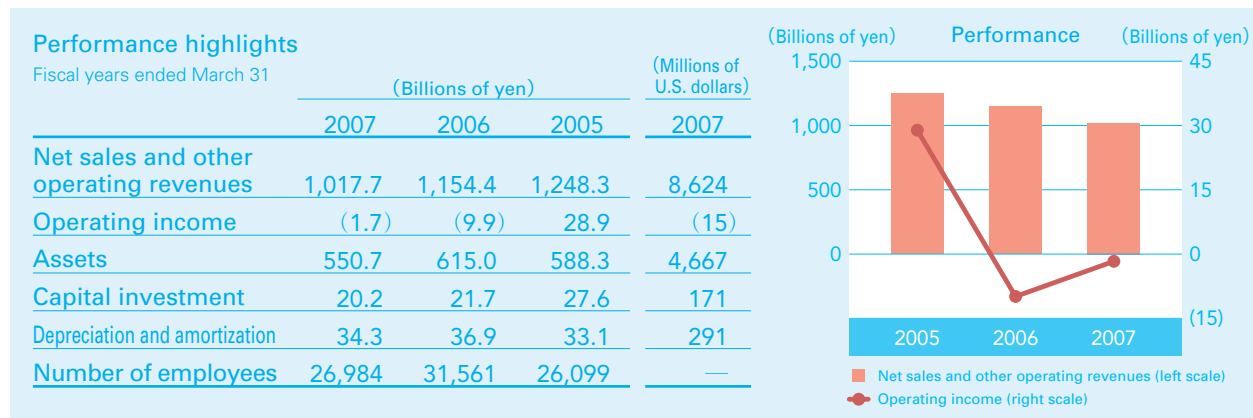 Performance highlights
Fiscal years ended March 31
(Billions of yen)
(Millions of
U.S. dollars)
2007 2006 2005 2007
Net sales and other
operating revenues 1,017.7 1,154.4 1,248.3 8,624
Operating income (1.7) (9.9) 28.9 (15)
Assets 550.7 615.0 588.3 4,667
Capital investment 20.2 21.7 27.6 171
Depreciation and amortization 34.3 36.9 33.1 291
Number of employees 26,984 31,561 26,099 —
(Billions of yen) Performance (Billions of yen)
1,500 45
1,000 30
500 15
0 0
(15)
2005 2006 2007
Net sales and other operating revenues (left scale)
Operating income (right scale)